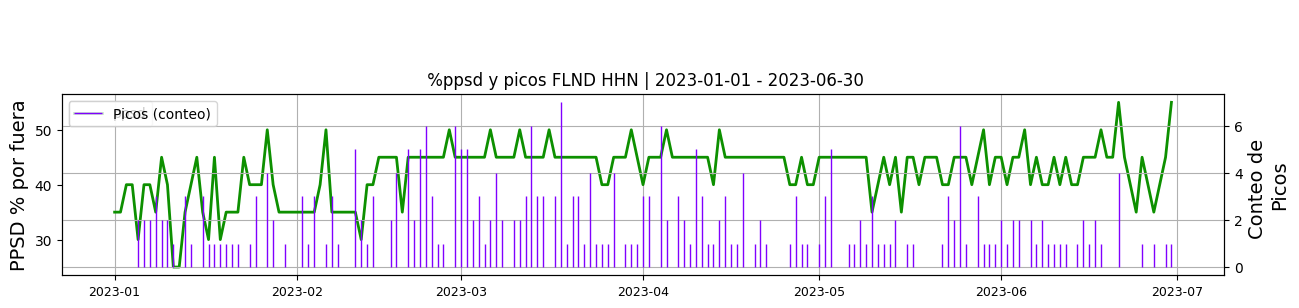 %ppsd y picos FLND HHN | 2023-01-01 - 2023-06-30
PPSD % por fuera
50
40
30
Picos (conteo)
6
4
2
0
Conteo de
Picos
2023-01
2023-02
2023-03
2023-04
2023-05
2023-06
2023-07